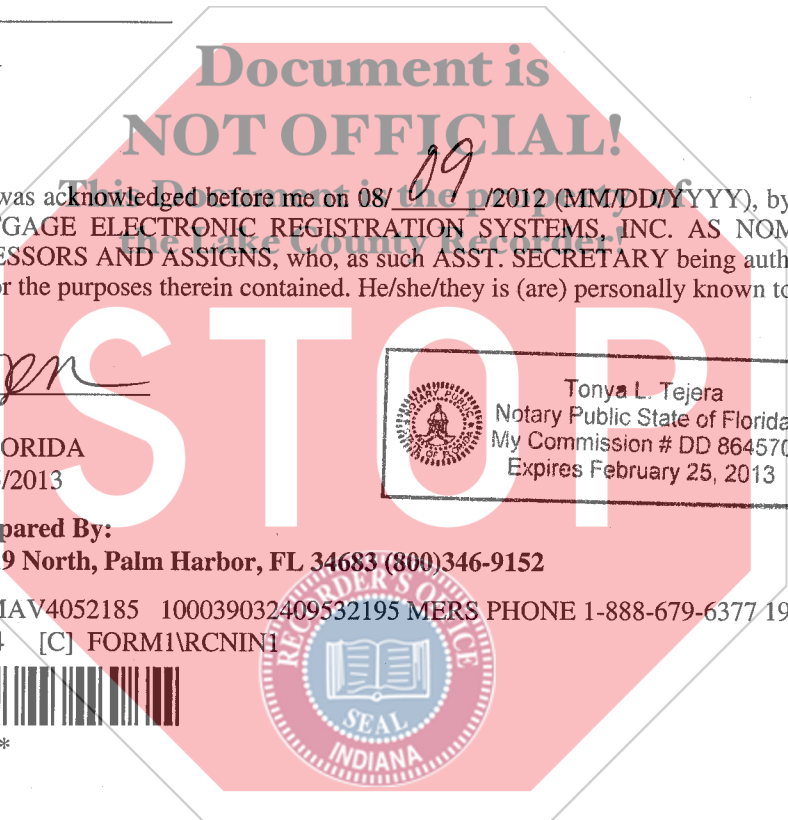 Document is
NOT OFFICIAL!
This Document is the property of
the Lake County Recorder!
was acknowledged before me on 08/ 09 /2012 (MM/DD/YYYY), by
GAGE ELECTRONIC REGISTRATION SYSTEMS, INC. AS NOM
ESSORS AND ASSIGNS, who, as such ASST. SECRETARY being auth
or the purposes therein contained. He/she/they is (are) personally known to
STOP
Tonya L. Tejera
Notary Public State of Florida
My Commission # DD 864570
Expires February 25, 2013
NOTARY PUBLIC
STATE OF FLORIDA
ORIDA
/2013
pared By:
9 North, Palm Harbor, FL 34683 (800)346-9152
MAV4052185 100039032409532195 MERS PHONE 1-888-679-6377 19
[C] FORM1\RCNIN1
RECORDER'S OFFICE
SEAL
INDIANA
*